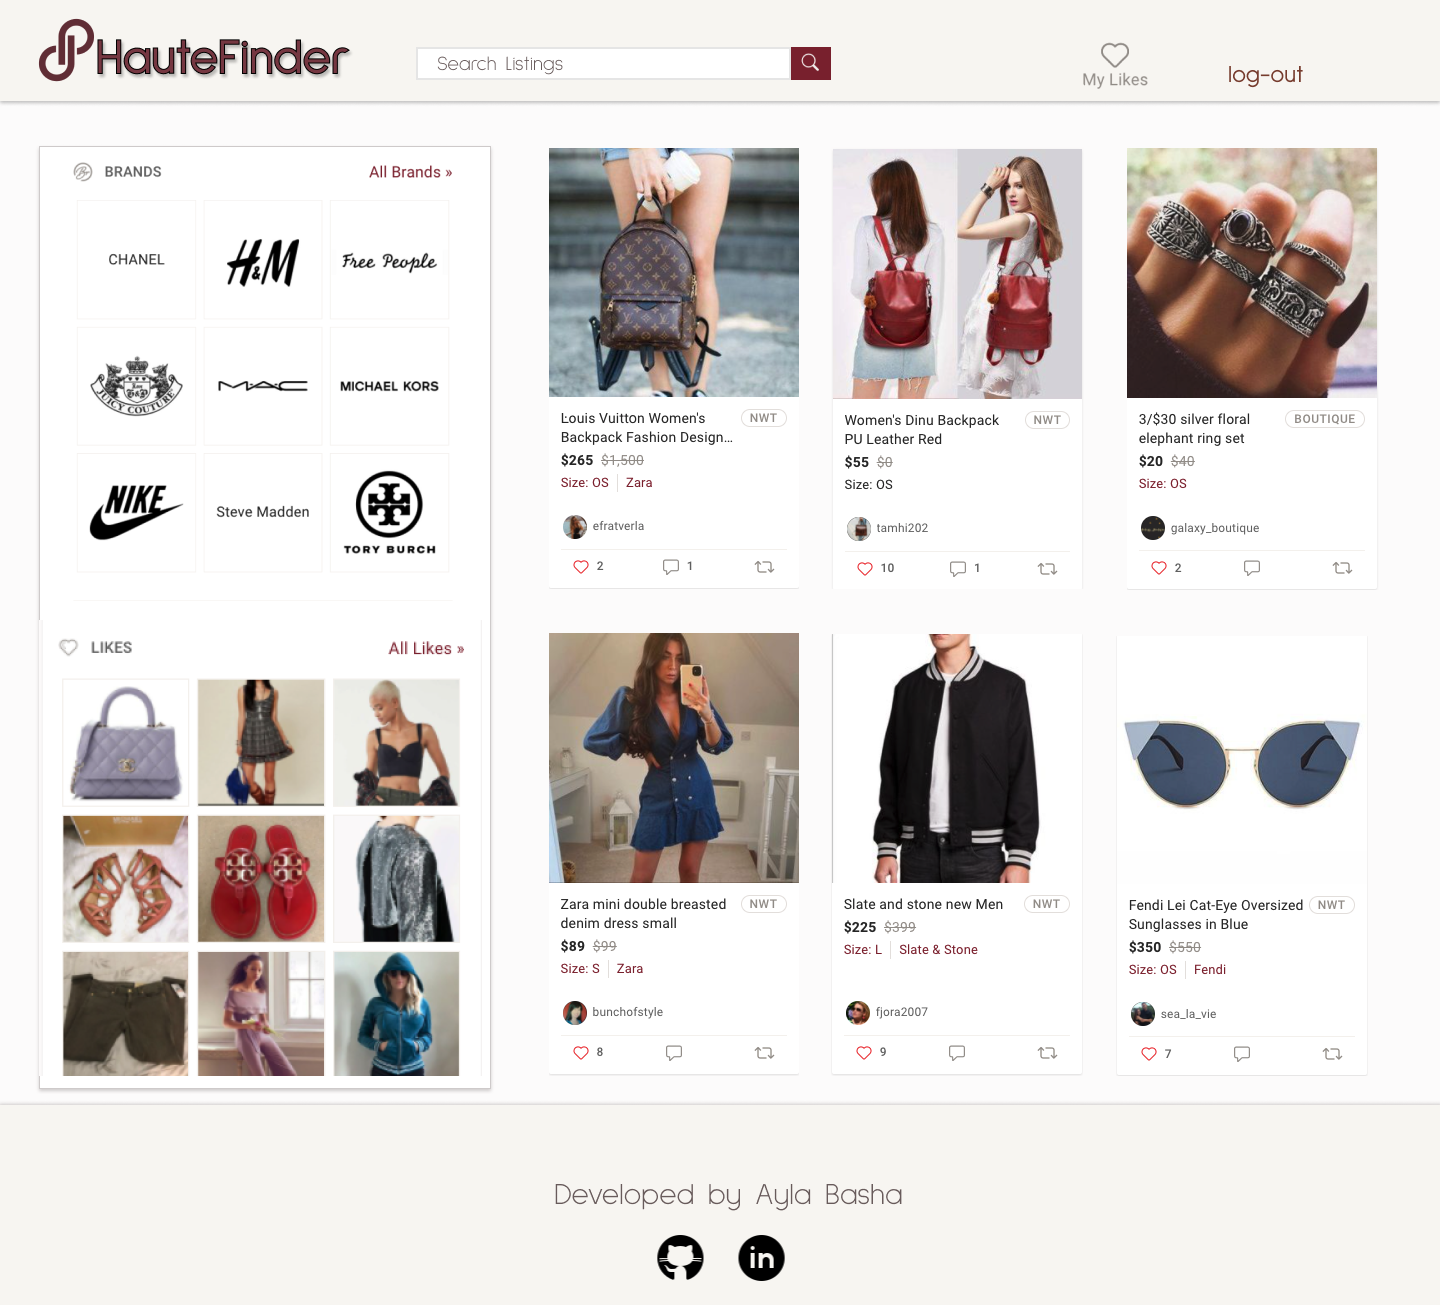 HauteFinder
Search Listings
My Likes
log-out
BRANDS
All Brands »
CHANEL
H&M
Free People
JUICY COUTURE
MAC
MICHAEL KORS
NIKE
Steve Madden
TORY BURCH
LIKES
All Likes »
Louis Vuitton Women's
Backpack Fashion Design...
NWT
$265 $1,500
Size: OS Zara
efratverla
2 1
Women's Dinu Backpack
PU Leather Red
NWT
$55 $0
Size: OS
tamhi202
10 1
3/$30 silver floral
elephant ring set
BOUTIQUE
$20 $40
Size: OS
galaxy_boutique
2
Zara mini double breasted
denim dress small
NWT
$89 $99
Size: S Zara
bunchofstyle
8
Slate and stone new Men
NWT
$225 $399
Size: L Slate & Stone
fjora2007
9
Fendi Lei Cat-Eye Oversized
Sunglasses in Blue
NWT
$350 $550
Size: OS Fendi
sea_la_vie
7
Developed by Ayla Basha
in